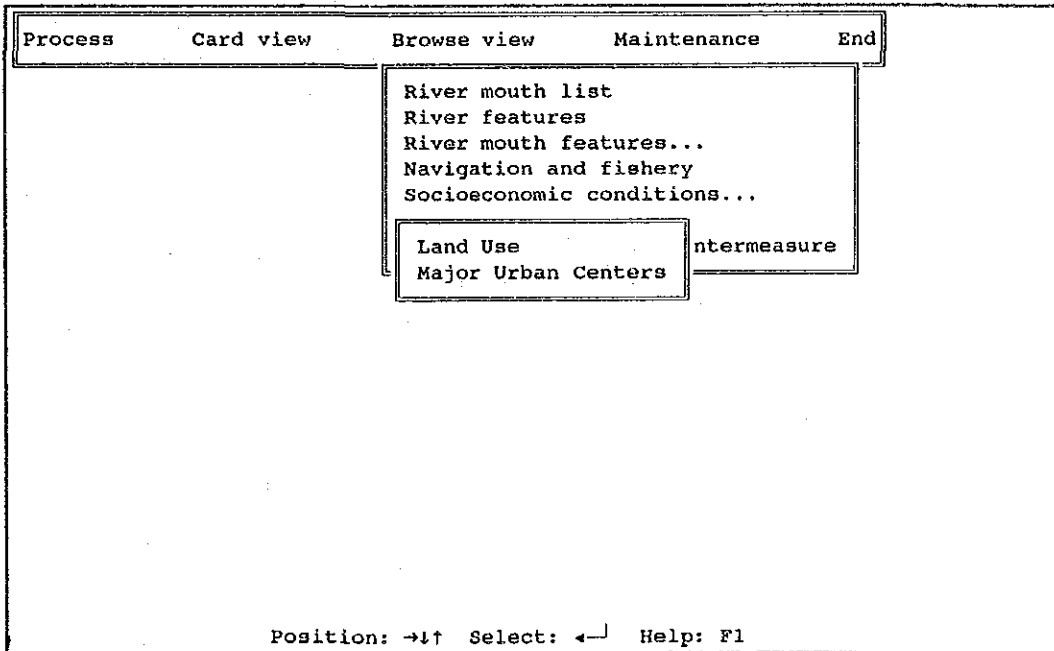 Process Card view Browse view Maintenance End
River mouth list
River features
River mouth features...
Navigation and fishery
Socioeconomic conditions...
Land Use ntermeasure
Major Urban Centers
Position: →↓↑ Select: ◄─┘ Help: F1